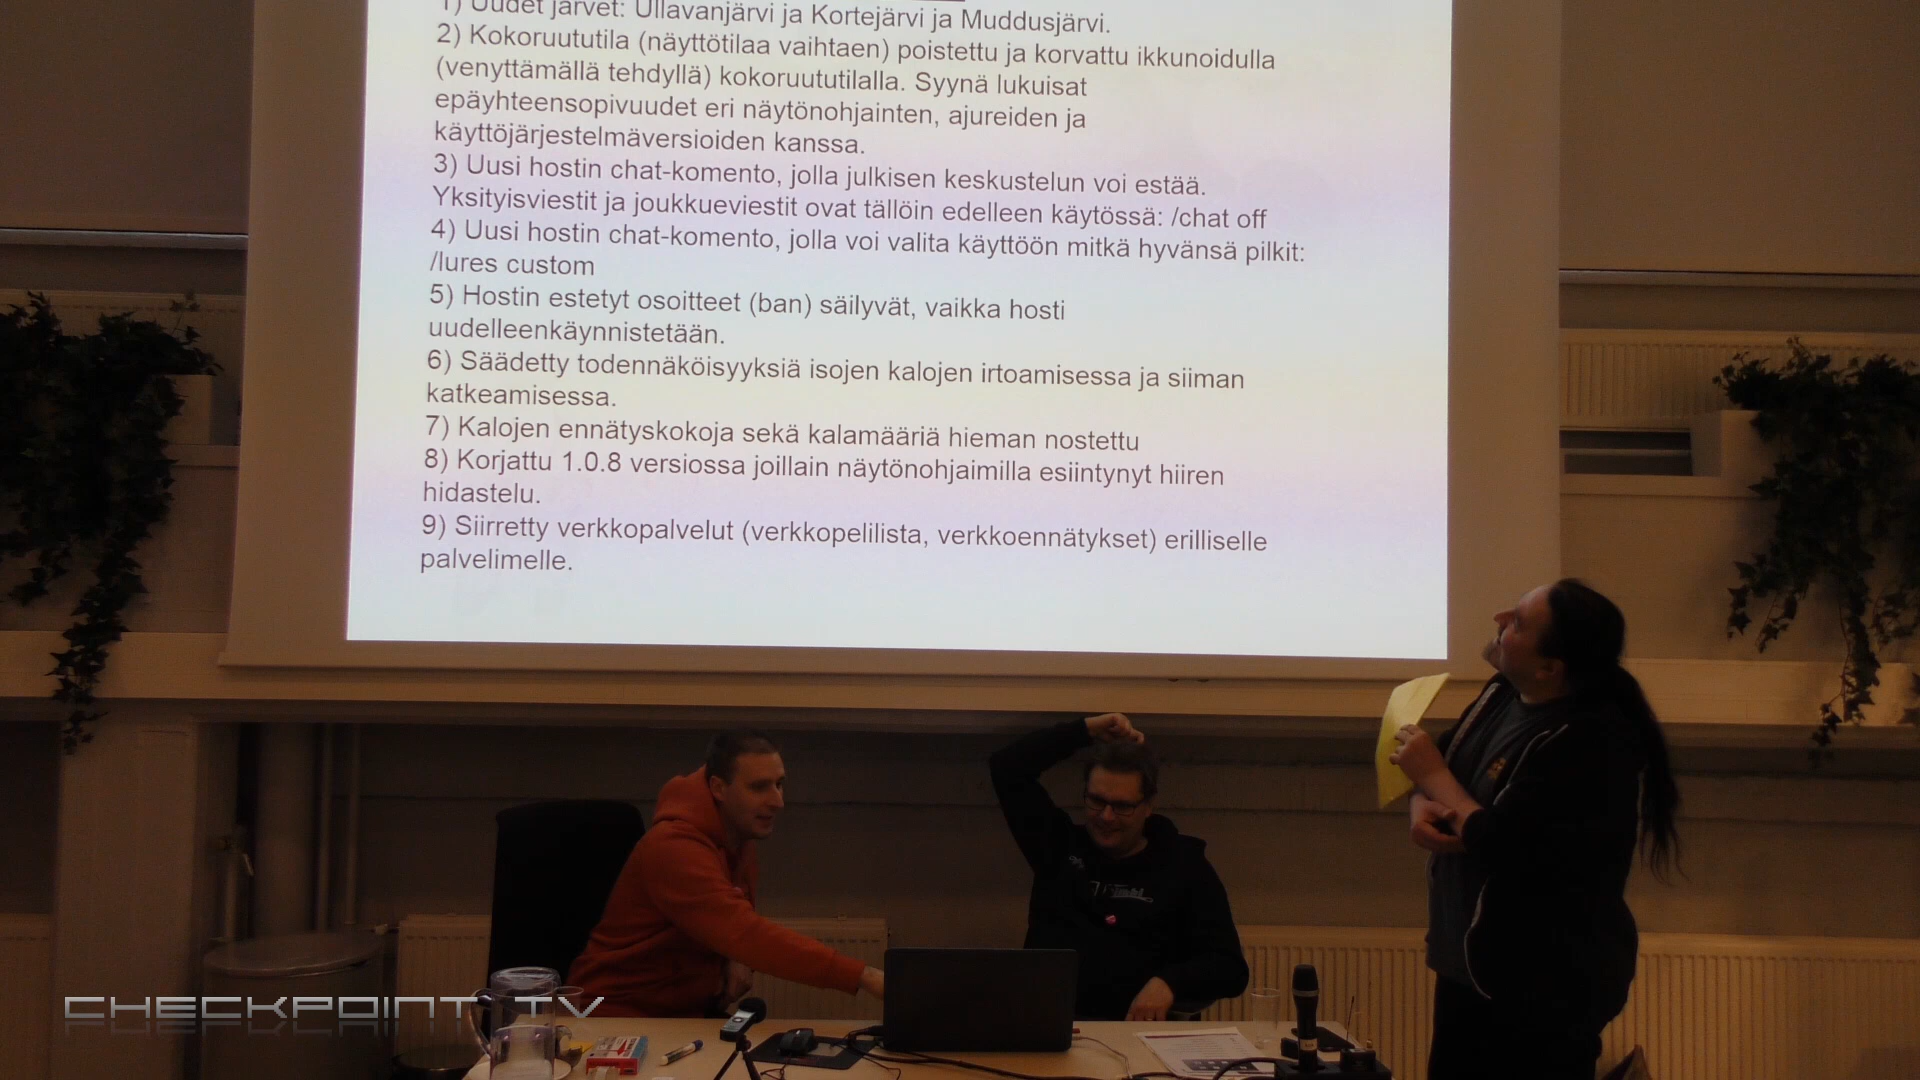 1) Uudet järvet: Ullavanjärvi ja Kortejärvi ja Muddusjärvi.
2) Kokoruututila (näyttötilaa vaihtaen) poistettu ja korvattu ikkunoidulla
(venyttämällä tehdyllä) kokoruututilalla. Syynä lukuisat
epäyhteensopivuudet eri näytönohjainten, ajureiden ja
käyttöjärjestelmäversioiden kanssa.
3) Uusi hostin chat-komento, jolla julkisen keskustelun voi estää.
Yksityisviestit ja joukkueviestit ovat tällöin edelleen käytössä: /chat off
4) Uusi hostin chat-komento, jolla voi valita käyttöön mitkä hyvänsä pilkit:
/lures custom
5) Hostin estetyt osoitteet (ban) säilyvät, vaikka hosti
uudelleenkäynnistetään.
6) Säädetty todennäköisyyksiä isojen kalojen irtoamisessa ja siiman
katkeamisessa.
7) Kalojen ennätyskokoja sekä kalamääriä hieman nostettu
8) Korjattu 1.0.8 versiossa joillain näytönohjaimilla esiintynyt hiiren
hidastelu.
9) Siirretty verkkopalvelut (verkkopelilista, verkkoennätykset) erilliselle
palvelimelle.
CHECKPOINT TV